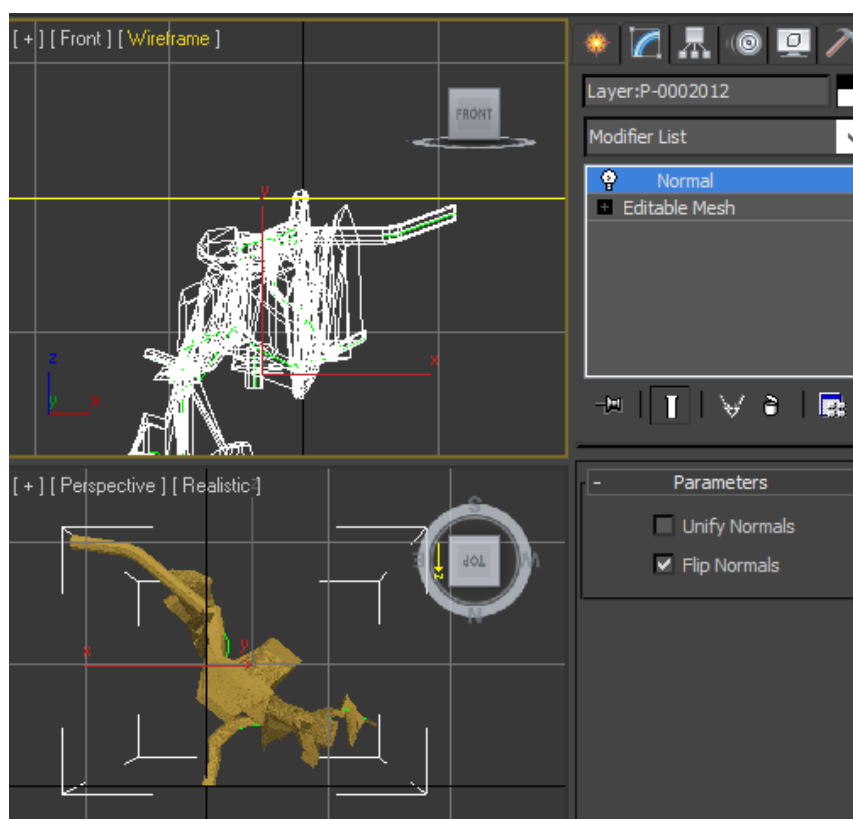 [ + ] [ Front ] [ Wireframe ]
FRONT
y
x
z
y
x
Layer:P-0002012
Modifier List
Normal
Editable Mesh
[ + ] [ Perspective ] [ Realistic ]
z
S
E
TOP
W
z
N
x
y
- Parameters
Unify Normals
Flip Normals